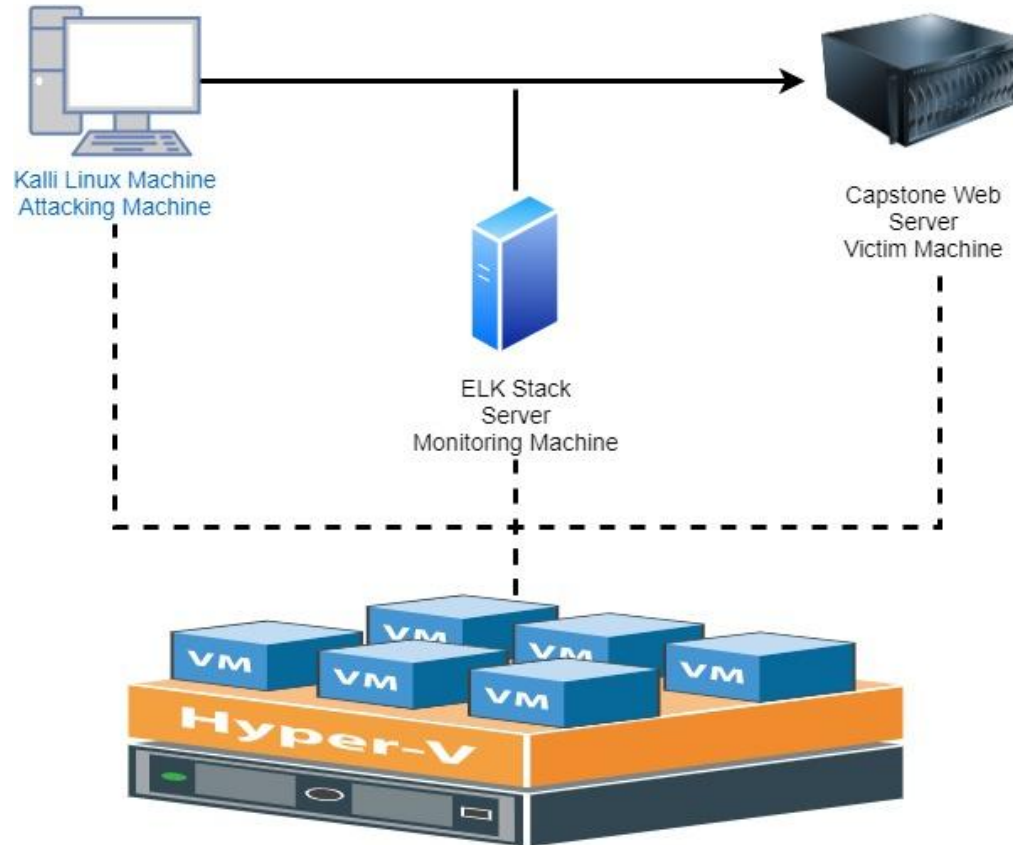 Kalli Linux Machine
Attacking Machine
Capstone Web
Server
Victim Machine
ELK Stack
Server
Monitoring Machine
VM
VM
VM
VM
VM
VM
Hyper-V